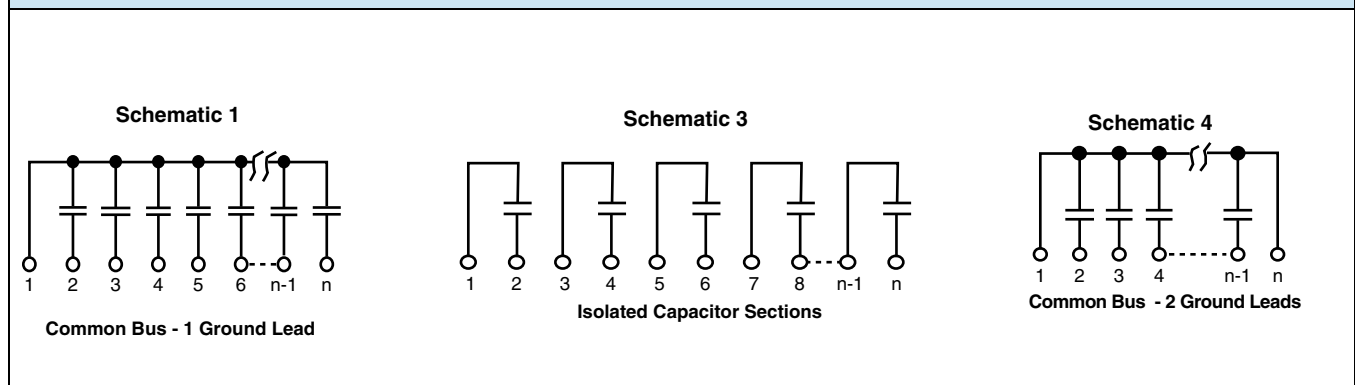 Schematic 1
1 2 3 4 5 6 n-1 n
Common Bus - 1 Ground Lead
Schematic 3
1 2 3 4 5 6 7 8 n-1 n
Isolated Capacitor Sections
Schematic 4
1 2 3 4 n-1 n
Common Bus - 2 Ground Leads